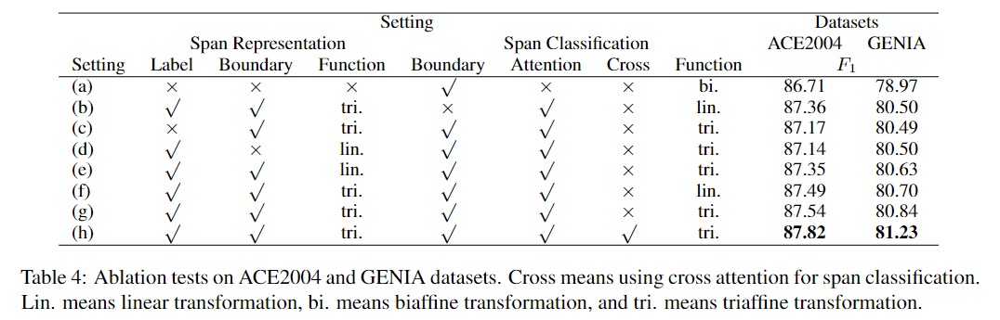 Setting Datasets
Span Representation Span Classification ACE2004 GENIA
Setting Label Boundary Function Boundary Attention Cross Function F1
(a) × × × √ × × bi. 86.71 78.97
(b) √ √ tri. × √ × lin. 87.36 80.50
(c) × √ tri. √ √ × tri. 87.17 80.49
(d) √ × lin. √ √ × tri. 87.14 80.50
(e) √ √ lin. √ √ × tri. 87.35 80.63
(f) √ √ tri. √ √ × lin. 87.49 80.70
(g) √ √ tri. √ √ × tri. 87.54 80.84
(h) √ √ tri. √ √ √ tri. 87.82 81.23
Table 4: Ablation tests on ACE2004 and GENIA datasets. Cross means using cross attention for span classification.
Lin. means linear transformation, bi. means biaffine transformation, and tri. means triaffine transformation.